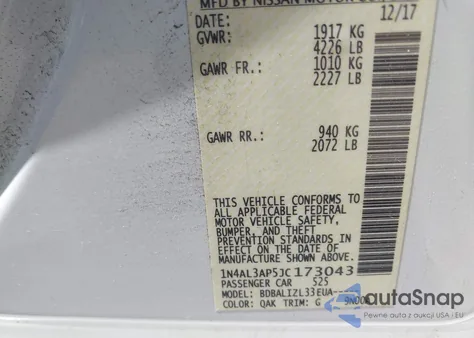 MFD BY NISSAN MOTOR
DATE: 12/17
GVWR: 1917 KG
4226 LB
GAWR FR.: 1010 KG
2227 LB
GAWR RR.: 940 KG
2072 LB
THIS VEHICLE CONFORMS TO
ALL APPLICABLE FEDERAL
MOTOR VEHICLE SAFETY,
BUMPER, AND THEFT
PREVENTION STANDARDS
IN EFFECT ON THE DATE OF
MANUFACTURE SHOWN ABOVE.
1N4AL3AP5JC173043
PASSENGER CAR 525
MODEL: BDBALIZL33EUA
COLOR: QAK TRIM: G
autaSnap
Pewne auta z aukcji USA i EU